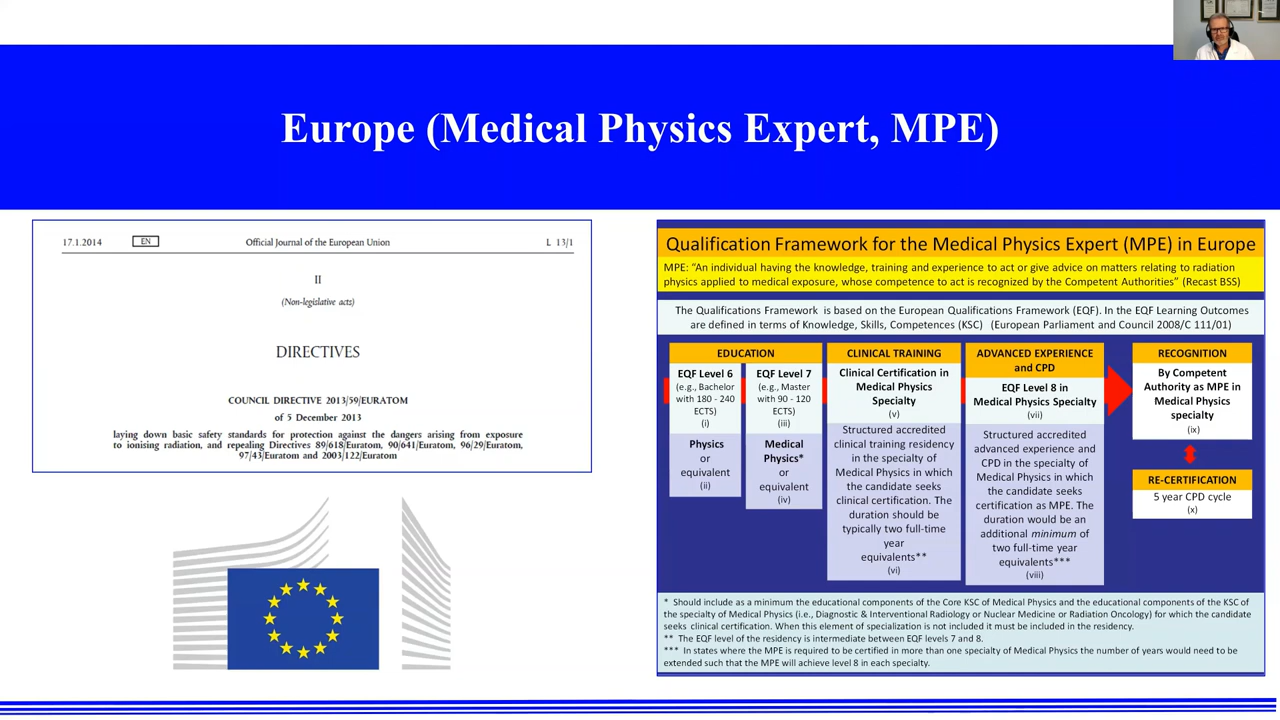 Europe (Medical Physics Expert, MPE)
17.1.2014
EN
Official Journal of the European Union
L 13/1
II
(Non-legislative acts)
DIRECTIVES
COUNCIL DIRECTIVE 2013/59/EURATOM
of 5 December 2013
laying down basic safety standards for protection against the dangers arising from exposure
to ionising radiation, and repealing Directives 89/618/Euratom, 90/641/Euratom, 96/29/Euratom,
97/43/Euratom and 2003/122/Euratom
Qualification Framework for the Medical Physics Expert (MPE) in Europe
MPE: “An individual having the knowledge, training and experience to act or give advice on matters relating to radiation
physics applied to medical exposure, whose competence to act is recognized by the Competent Authorities” (Recast BSS)
The Qualifications Framework is based on the European Qualifications Framework (EQF). In the EQF Learning Outcomes
are defined in terms of Knowledge, Skills, Competences (KSC) (European Parliament and Council 2008/C 111/01)
EDUCATION
EQF Level 6
(e.g., Bachelor
with 180 - 240
ECTS)
(i)
Physics
or
equivalent
(ii)
EQF Level 7
(e.g., Master
with 90 - 120
ECTS)
(iii)
Medical
Physics*
or
equivalent
(iv)
CLINICAL TRAINING
Clinical Certification in
Medical Physics
Specialty
(v)
Structured accredited
clinical training residency
in the specialty of
Medical Physics in which
the candidate seeks
clinical certification. The
duration should be
typically two full-time
year
equivalents**
(vi)
ADVANCED EXPERIENCE
and CPD
EQF Level 8 in
Medical Physics Specialty
(vii)
Structured accredited
advanced experience and
CPD in the specialty of
Medical Physics in which
the candidate seeks
certification as MPE. The
duration would be an
additional minimum of
two full-time year
equivalents***
(viii)
RECOGNITION
By Competent
Authority as MPE in
Medical Physics
specialty
(ix)
RE-CERTIFICATION
5 year CPD cycle
(x)
* Should include as a minimum the educational components of the Core KSC of Medical Physics and the educational components of the KSC of
the specialty of Medical Physics (i.e., Diagnostic & Interventional Radiology or Nuclear Medicine or Radiation Oncology) for which the candidate
seeks clinical certification. When this element of specialization is not included it must be included in the residency.
** The EQF level of the residency is intermediate between EQF levels 7 and 8.
*** In states where the MPE is required to be certified in more than one specialty of Medical Physics the number of years would need to be
extended such that the MPE will achieve level 8 in each specialty.